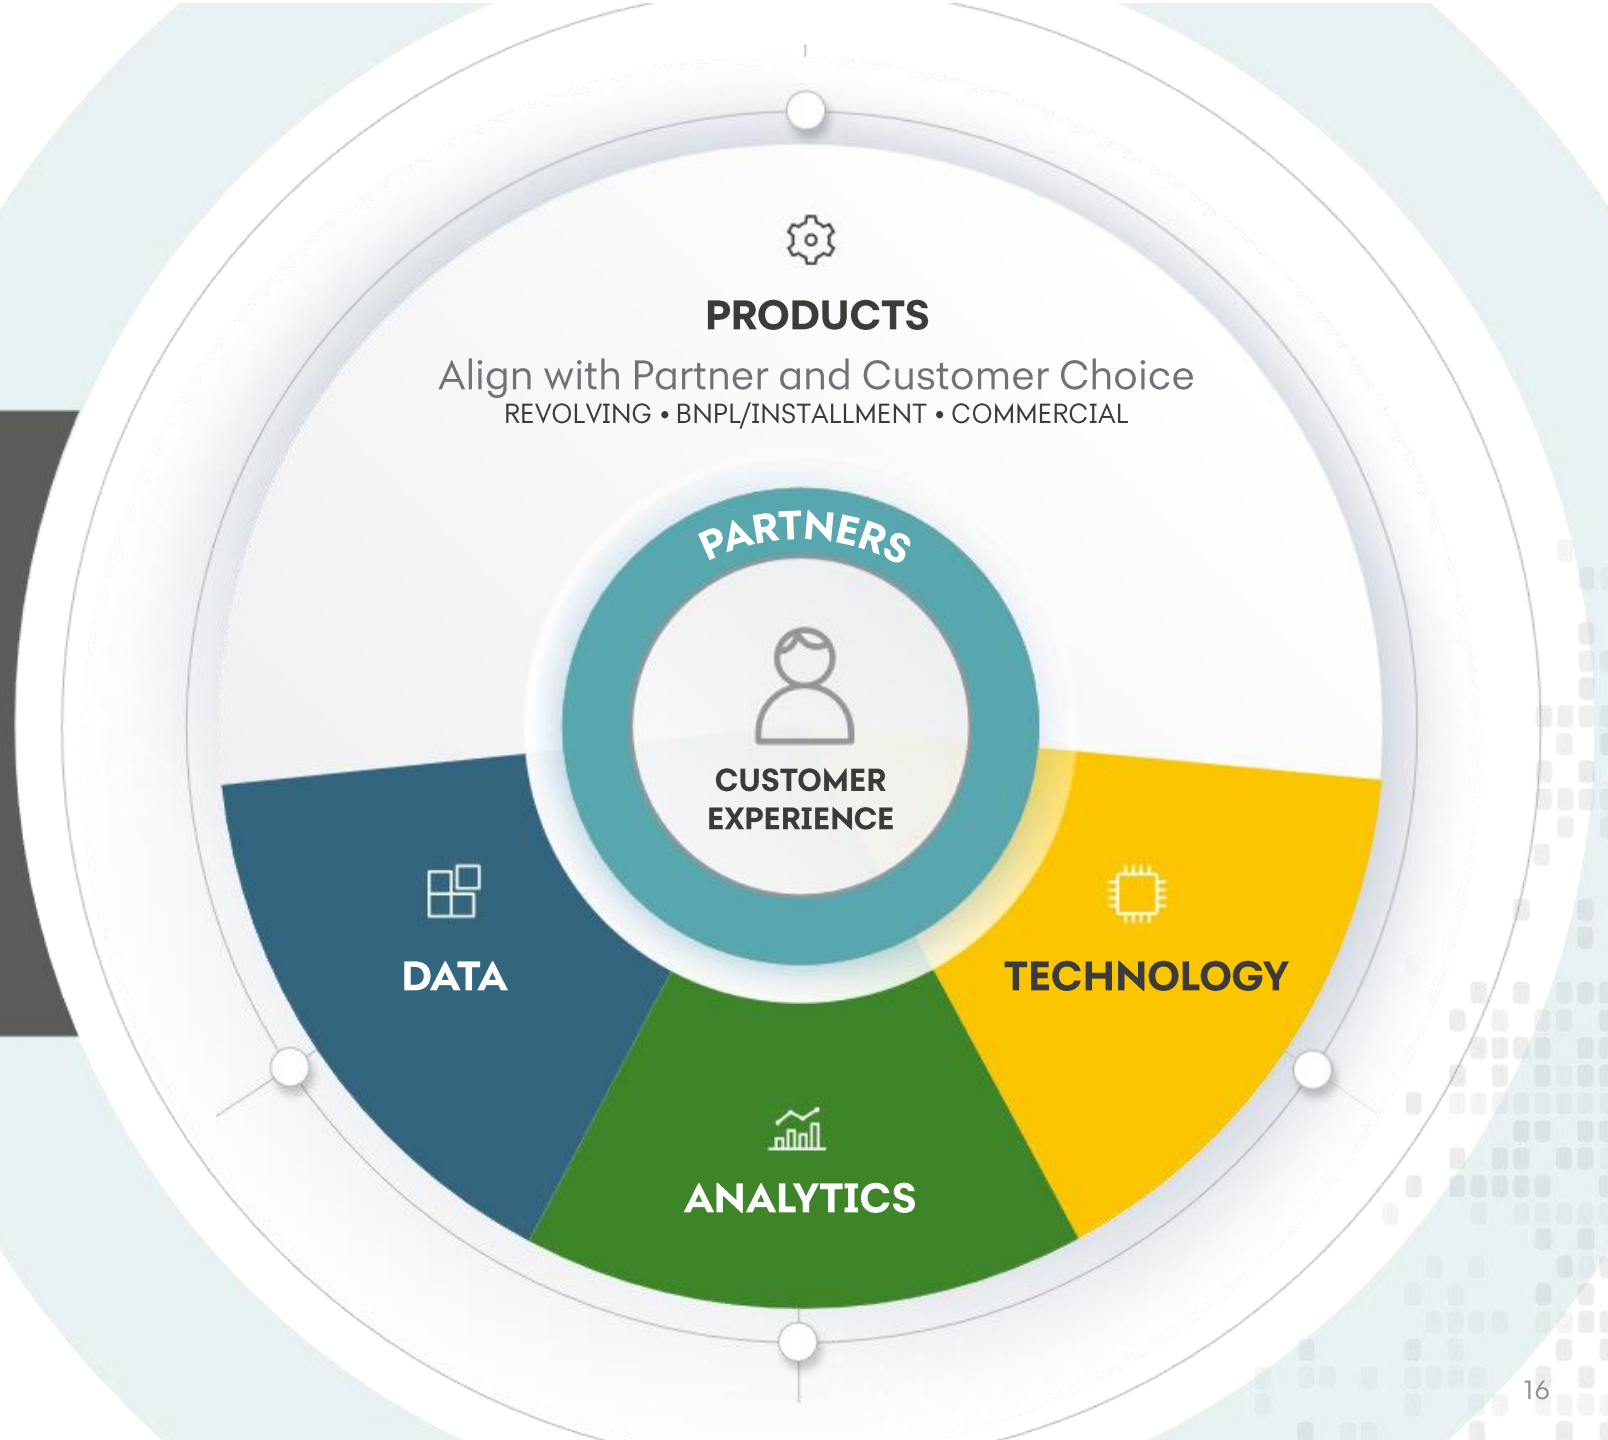 PRODUCTS
Align with Partner and Customer Choice
REVOLVING • BNPL/INSTALLMENT • COMMERCIAL
PARTNERS
CUSTOMER
EXPERIENCE
DATA
TECHNOLOGY
ANALYTICS
16